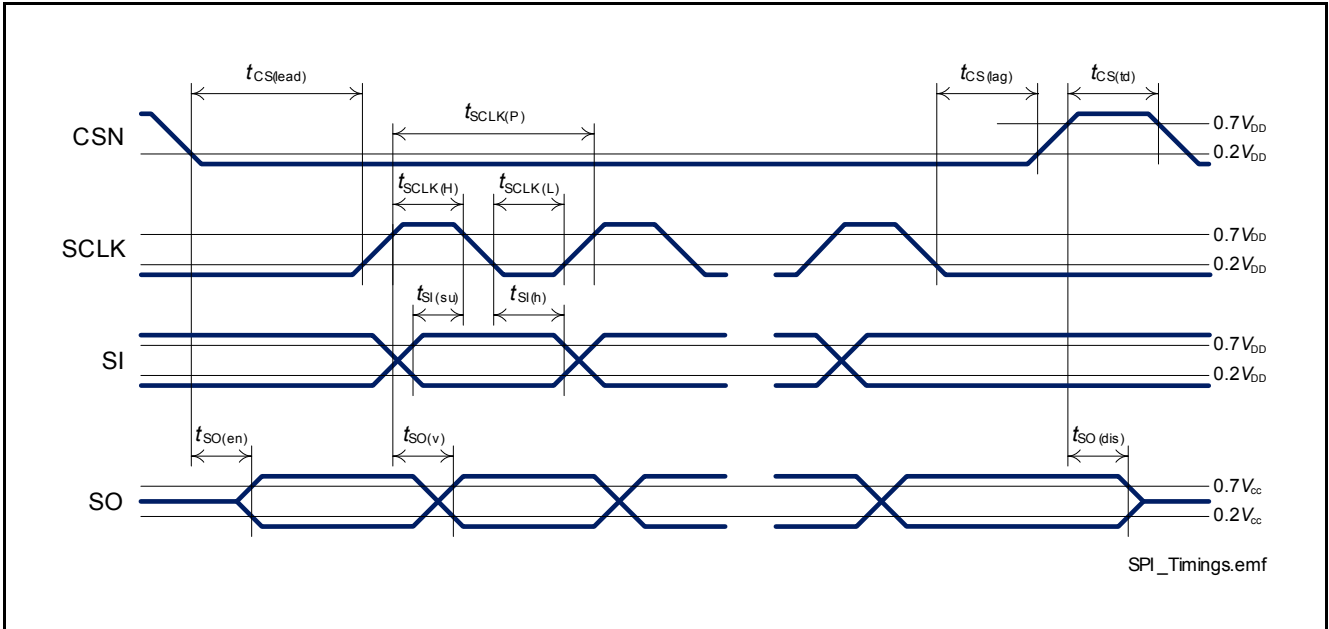 tCS(lead) tCS(lag) tCS(td)
tSCLK(P)
0.7VDD
CSN
0.2VDD
tSCLK(H) tSCLK(L)
0.7VDD
SCLK
0.2VDD
tSI(su) tSI(h)
0.7VDD
SI
0.2VDD
tSO(en) tSO(v) tSO(dis)
0.7Vcc
SO
0.2Vcc
SPI_Timings.emf